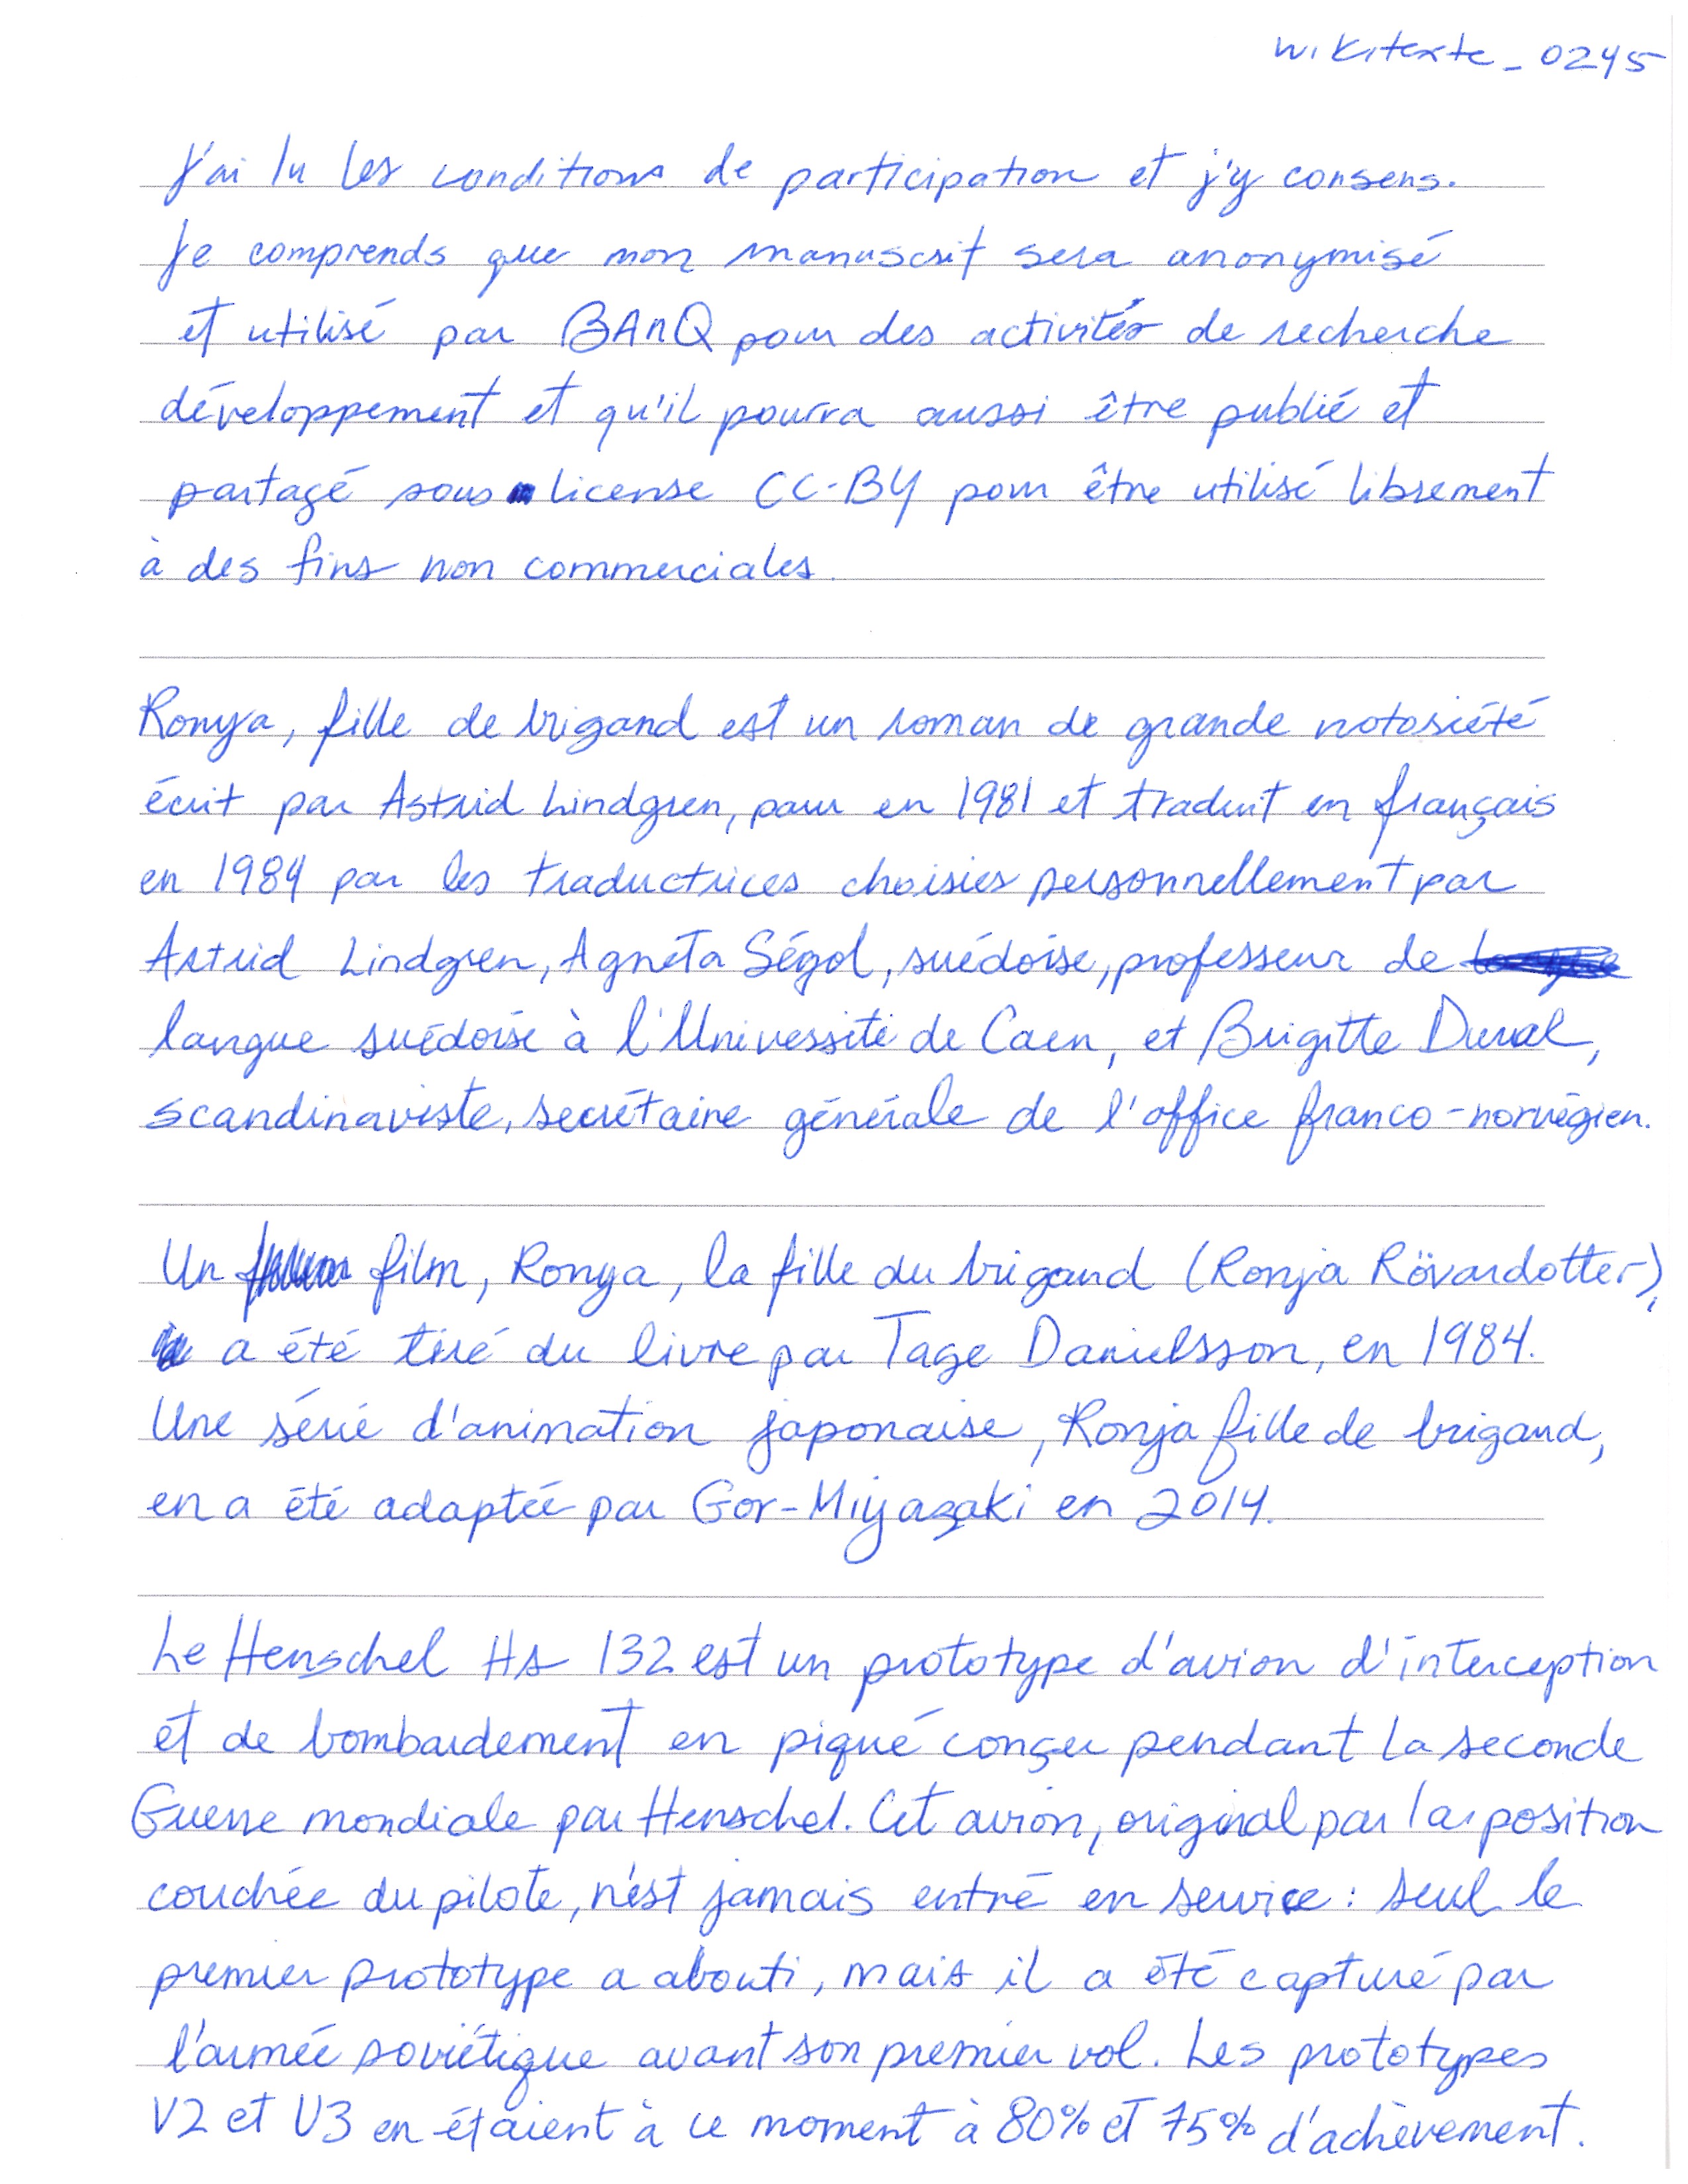 wikitexte_0245
J'ai lu les conditions de participation et j'y consens.
Je comprends que mon manuscrit sera anonymisé
et utilisé par BAnQ pour des activités de recherche
développement et qu'il pourra aussi être publié et
partagé sous license CC-BY pour être utilisé librement
à des fins non commerciales.
Ronya, fille de brigand est un roman de grande notoriété
écrit par Astrid Lindgren, paru en 1981 et traduit en français
en 1984 par les traductrices choisies personnellement par
Astrid Lindgren, Agneta Ségol, suédoise, professeur de
langue suédoise à l'Université de Caen, et Brigitte Duval,
scandinaviste, secrétaire générale de l'office franco-norvégien.
Un film, Ronya, la fille du brigand (Ronja Rövardotter),
a été tiré du livre par Tage Danielsson, en 1984.
Une série d'animation japonaise, Ronja fille de brigand,
en a été adaptée par Gor-Miyazaki en 2014.
Le Henschel Hs 132 est un prototype d'avion d'interception
et de bombardement en piqué conçu pendant la seconde
Guerre mondiale par Henschel. Cet avion, original par la position
couchée du pilote, n'est jamais entré en service : seul le
premier prototype a abouti, mais il a été capturé par
l'armée soviétique avant son premier vol. Les prototypes
V2 et V3 en étaient à ce moment à 80% et 75% d'achèvement.